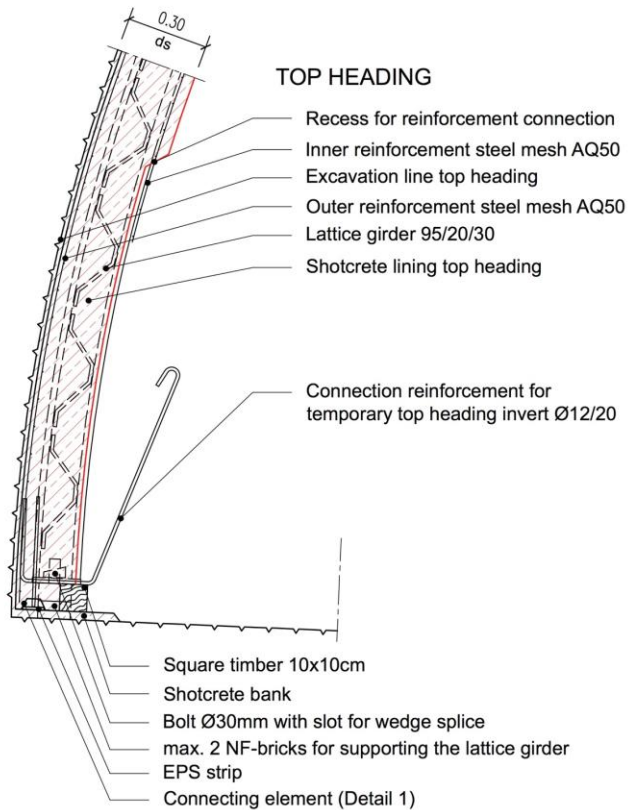 0.30
ds
TOP HEADING
Recess for reinforcement connection
Inner reinforcement steel mesh AQ50
Excavation line top heading
Outer reinforcement steel mesh AQ50
Lattice girder 95/20/30
Shotcrete lining top heading
Connection reinforcement for
temporary top heading invert Ø12/20
Square timber 10x10cm
Shotcrete bank
Bolt Ø30mm with slot for wedge splice
max. 2 NF-bricks for supporting the lattice girder
EPS strip
Connecting element (Detail 1)